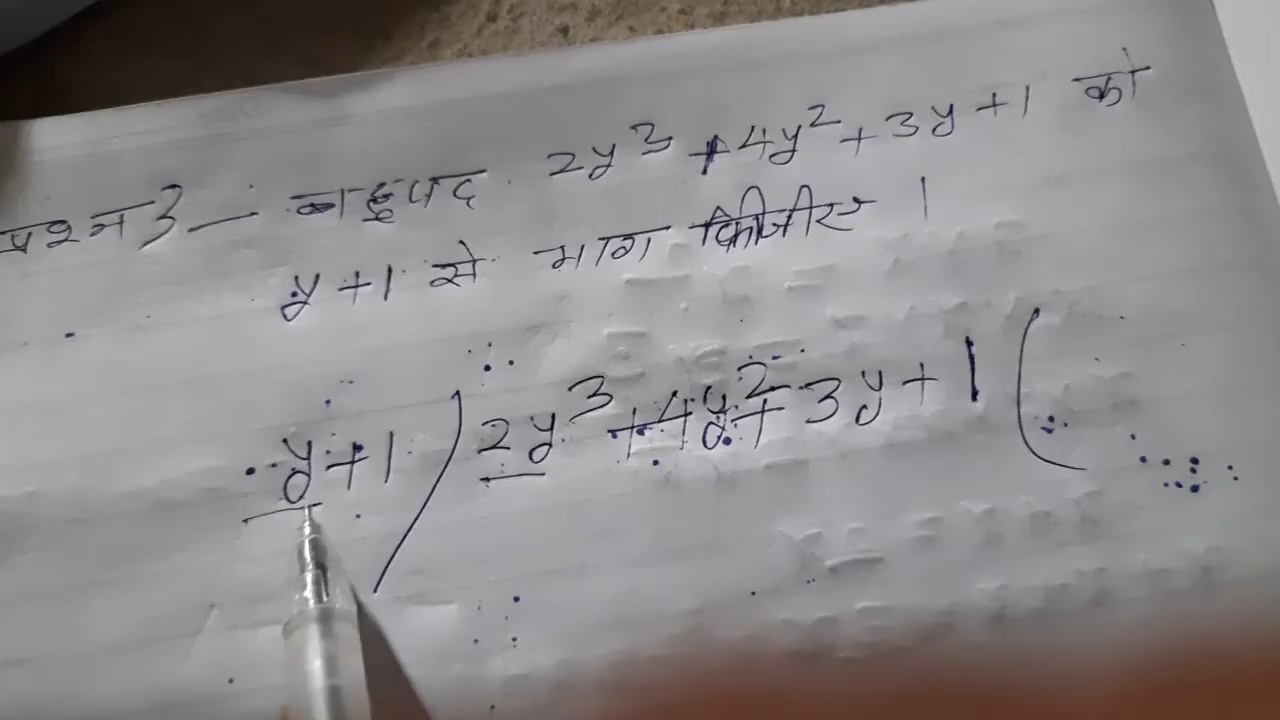 प्रश्न 3 — बहुपद 2y³ + 4y² + 3y + 1 को
y + 1 से भाग कीजीए ।
y + 1 ) 2y³ + 4y² + 3y + 1 (